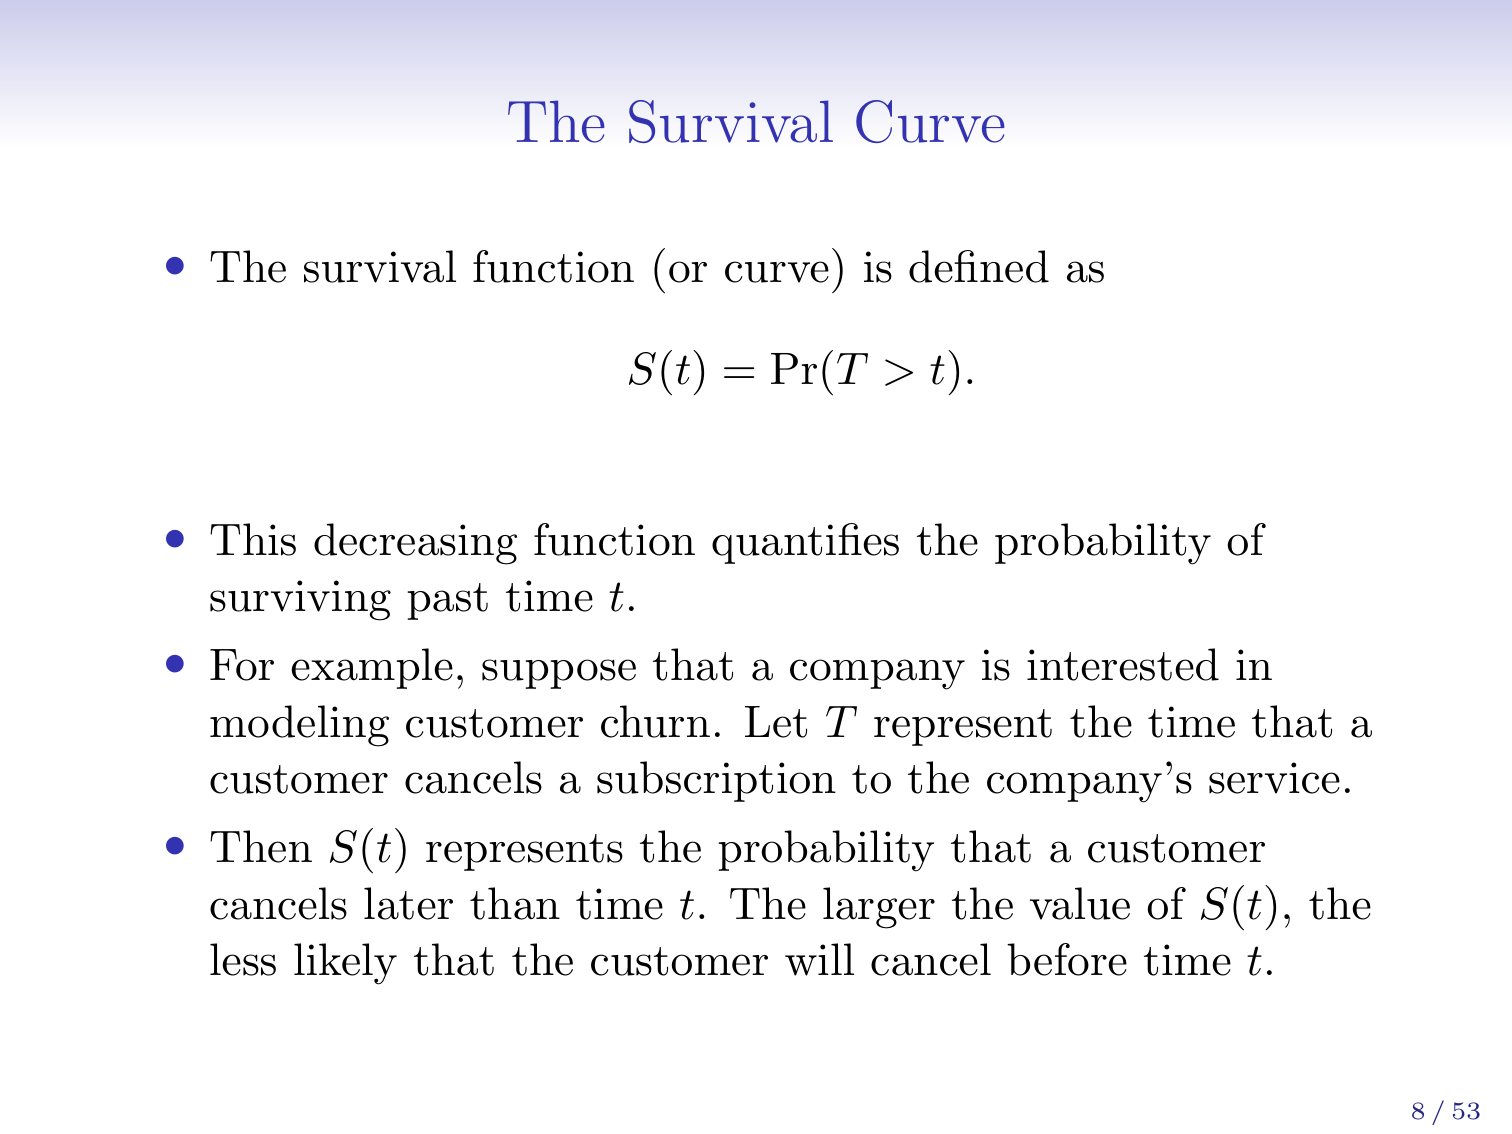 The Survival Curve
• The survival function (or curve) is defined as
S(t) = Pr(T > t).
• This decreasing function quantifies the probability of
surviving past time t.
• For example, suppose that a company is interested in
modeling customer churn. Let T represent the time that a
customer cancels a subscription to the company's service.
• Then S(t) represents the probability that a customer
cancels later than time t. The larger the value of S(t), the
less likely that the customer will cancel before time t.
8 / 53